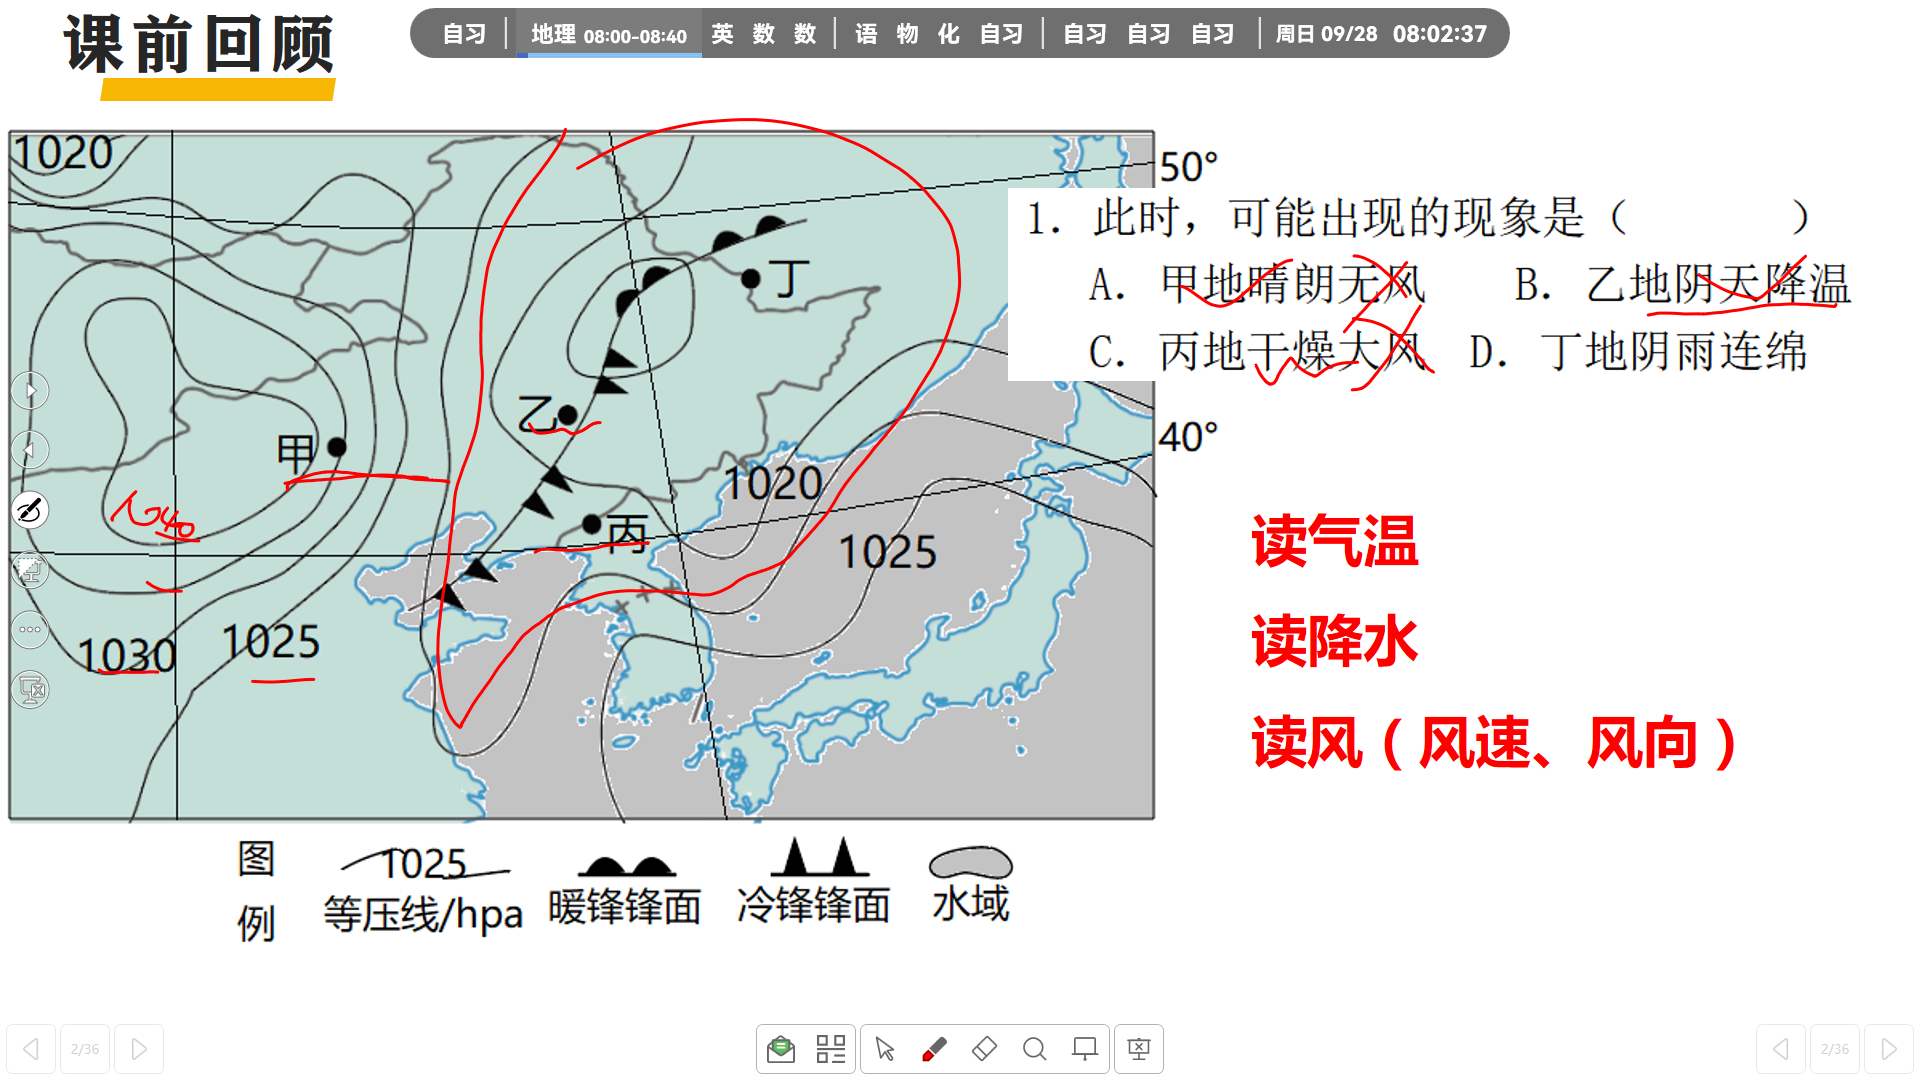 课前回顾
自习 地理 08:00-08:40 英 数 数 语 物 化 自习 自习 自习 自习 周日 09/28 08:02:37
1020
50°
1. 此时，可能出现的现象是（ ）
A. 甲地晴朗无风 B. 乙地阴天降温
C. 丙地干燥大风 D. 丁地阴雨连绵
丁
乙
甲
40°
1020
1040
丙
1025
1030
1025
读气温
读降水
读风（风速、风向）
图例
1025
等压线/hpa
暖锋锋面
冷锋锋面
水域
2/36
2/36